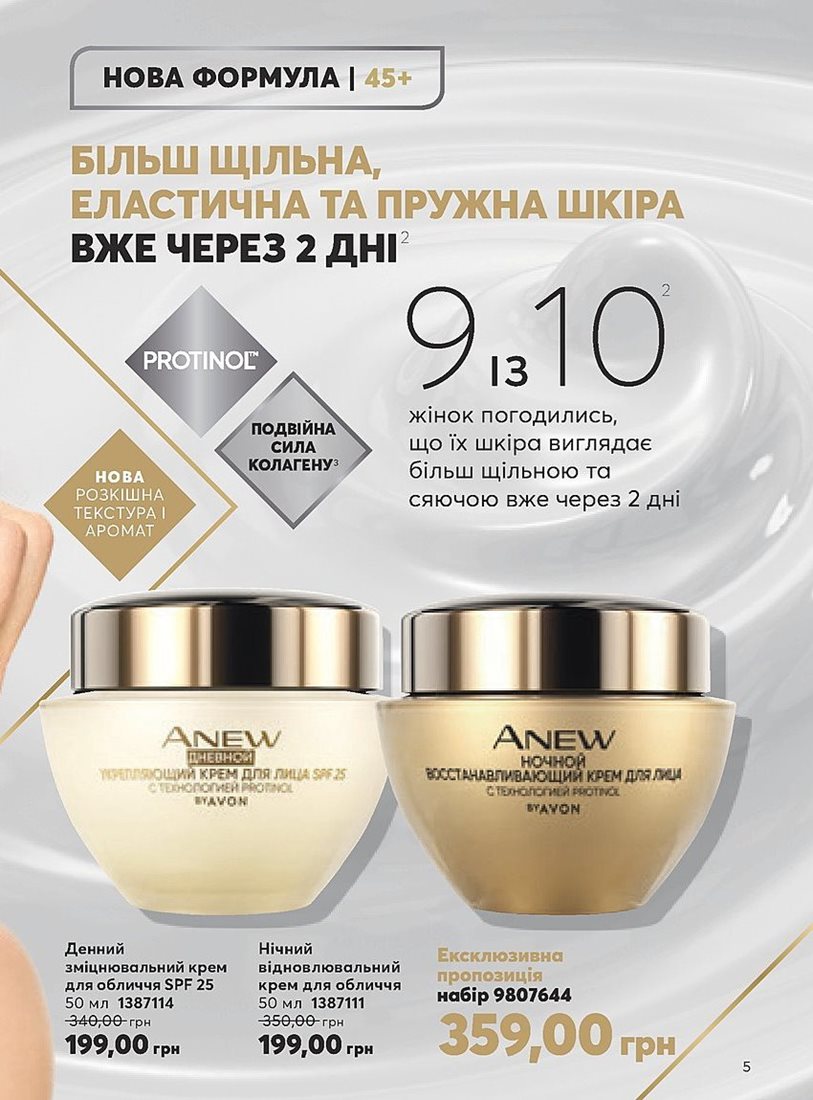 НОВА ФОРМУЛА | 45+
БІЛЬШ ЩІЛЬНА,
ЕЛАСТИЧНА ТА ПРУЖНА ШКІРА
ВЖЕ ЧЕРЕЗ 2 ДНІ²
PROTINOL™
ПОДВІЙНА
СИЛА
КОЛАГЕНУ³
НОВА
РОЗКІШНА
ТЕКСТУРА І
АРОМАТ
9 ІЗ 10²
жінок погодились,
що їх шкіра виглядає
більш щільною та
сяючою вже через 2 дні
ANEW
ДНЕВНОЙ
УКРЕПЛЯЮЩИЙ КРЕМ ДЛЯ ЛИЦА SPF 25
С ТЕХНОЛОГИЕЙ PROTINOL
BY AVON
ANEW
НОЧНОЙ
ВОССТАНАВЛИВАЮЩИЙ КРЕМ ДЛЯ ЛИЦА
С ТЕХНОЛОГИЕЙ PROTINOL
BY AVON
Денний
зміцнювальний крем
для обличчя SPF 25
50 мл 1387114
340,00 грн
199,00 грн
Нічний
відновлювальний
крем для обличчя
50 мл 1387111
350,00 грн
199,00 грн
Ексклюзивна
пропозиція
набір 9807644
359,00 грн
5